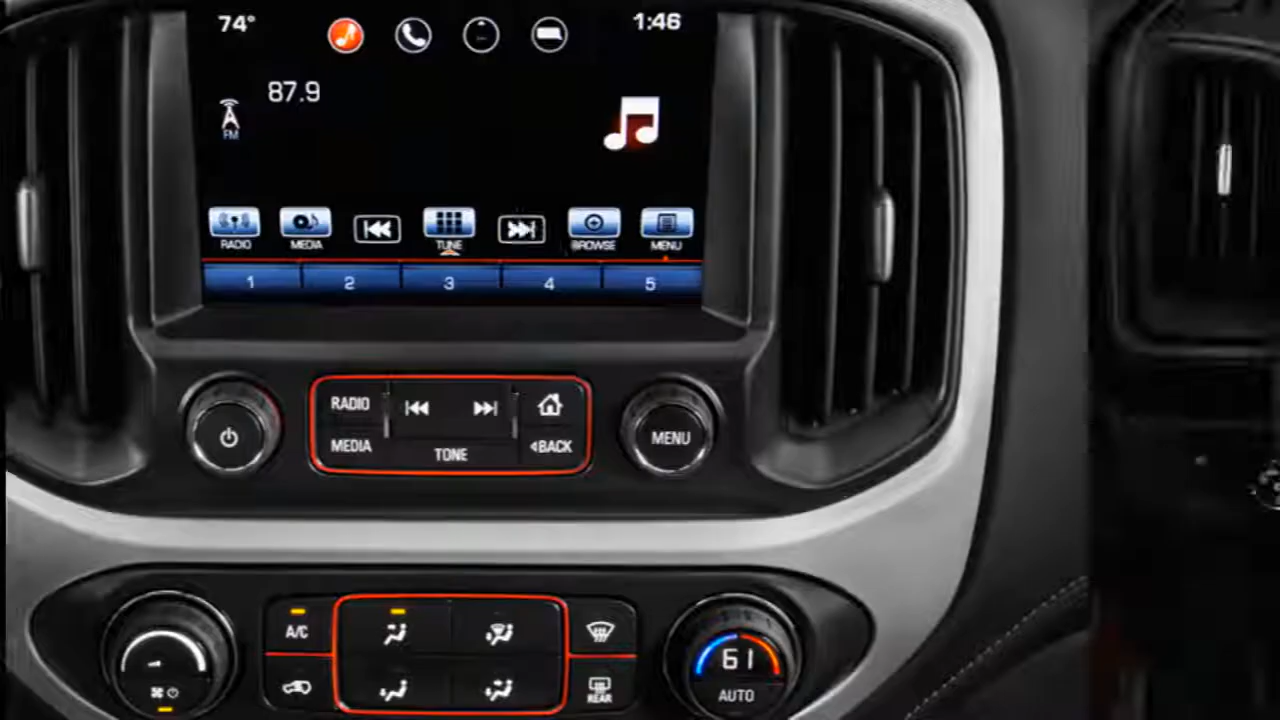 74° 1:46
87.9
FM
RADIO MEDIA TUNE BROWSE MENU
1 2 3 4 5
RADIO
MEDIA TONE ◁BACK
MENU
A/C
REAR
61
AUTO